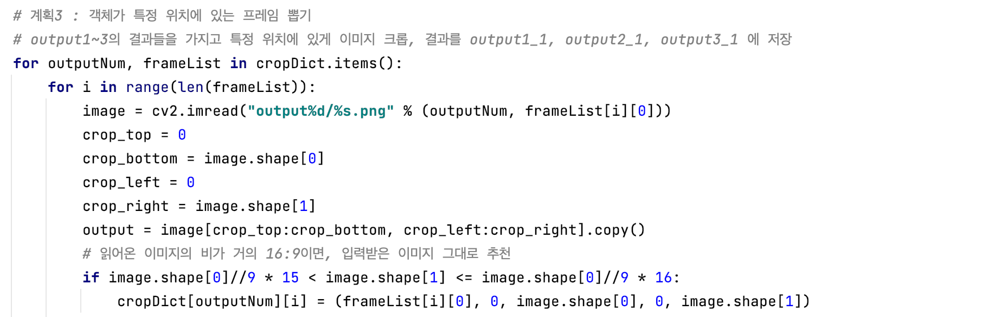 # 계획3 : 객체가 특정 위치에 있는 프레임 뽑기
# output1~3의 결과들을 가지고 특정 위치에 있게 이미지 크롭, 결과를 output1_1, output2_1, output3_1 에 저장
for outputNum, frameList in cropDict.items():
    for i in range(len(frameList)):
        image = cv2.imread("output%d/%s.png" % (outputNum, frameList[i][0]))
        crop_top = 0
        crop_bottom = image.shape[0]
        crop_left = 0
        crop_right = image.shape[1]
        output = image[crop_top:crop_bottom, crop_left:crop_right].copy()
        # 읽어온 이미지의 비가 거의 16:9이면, 입력받은 이미지 그대로 추천
        if image.shape[0]//9 * 15 < image.shape[1] <= image.shape[0]//9 * 16:
            cropDict[outputNum][i] = (frameList[i][0], 0, image.shape[0], 0, image.shape[1])